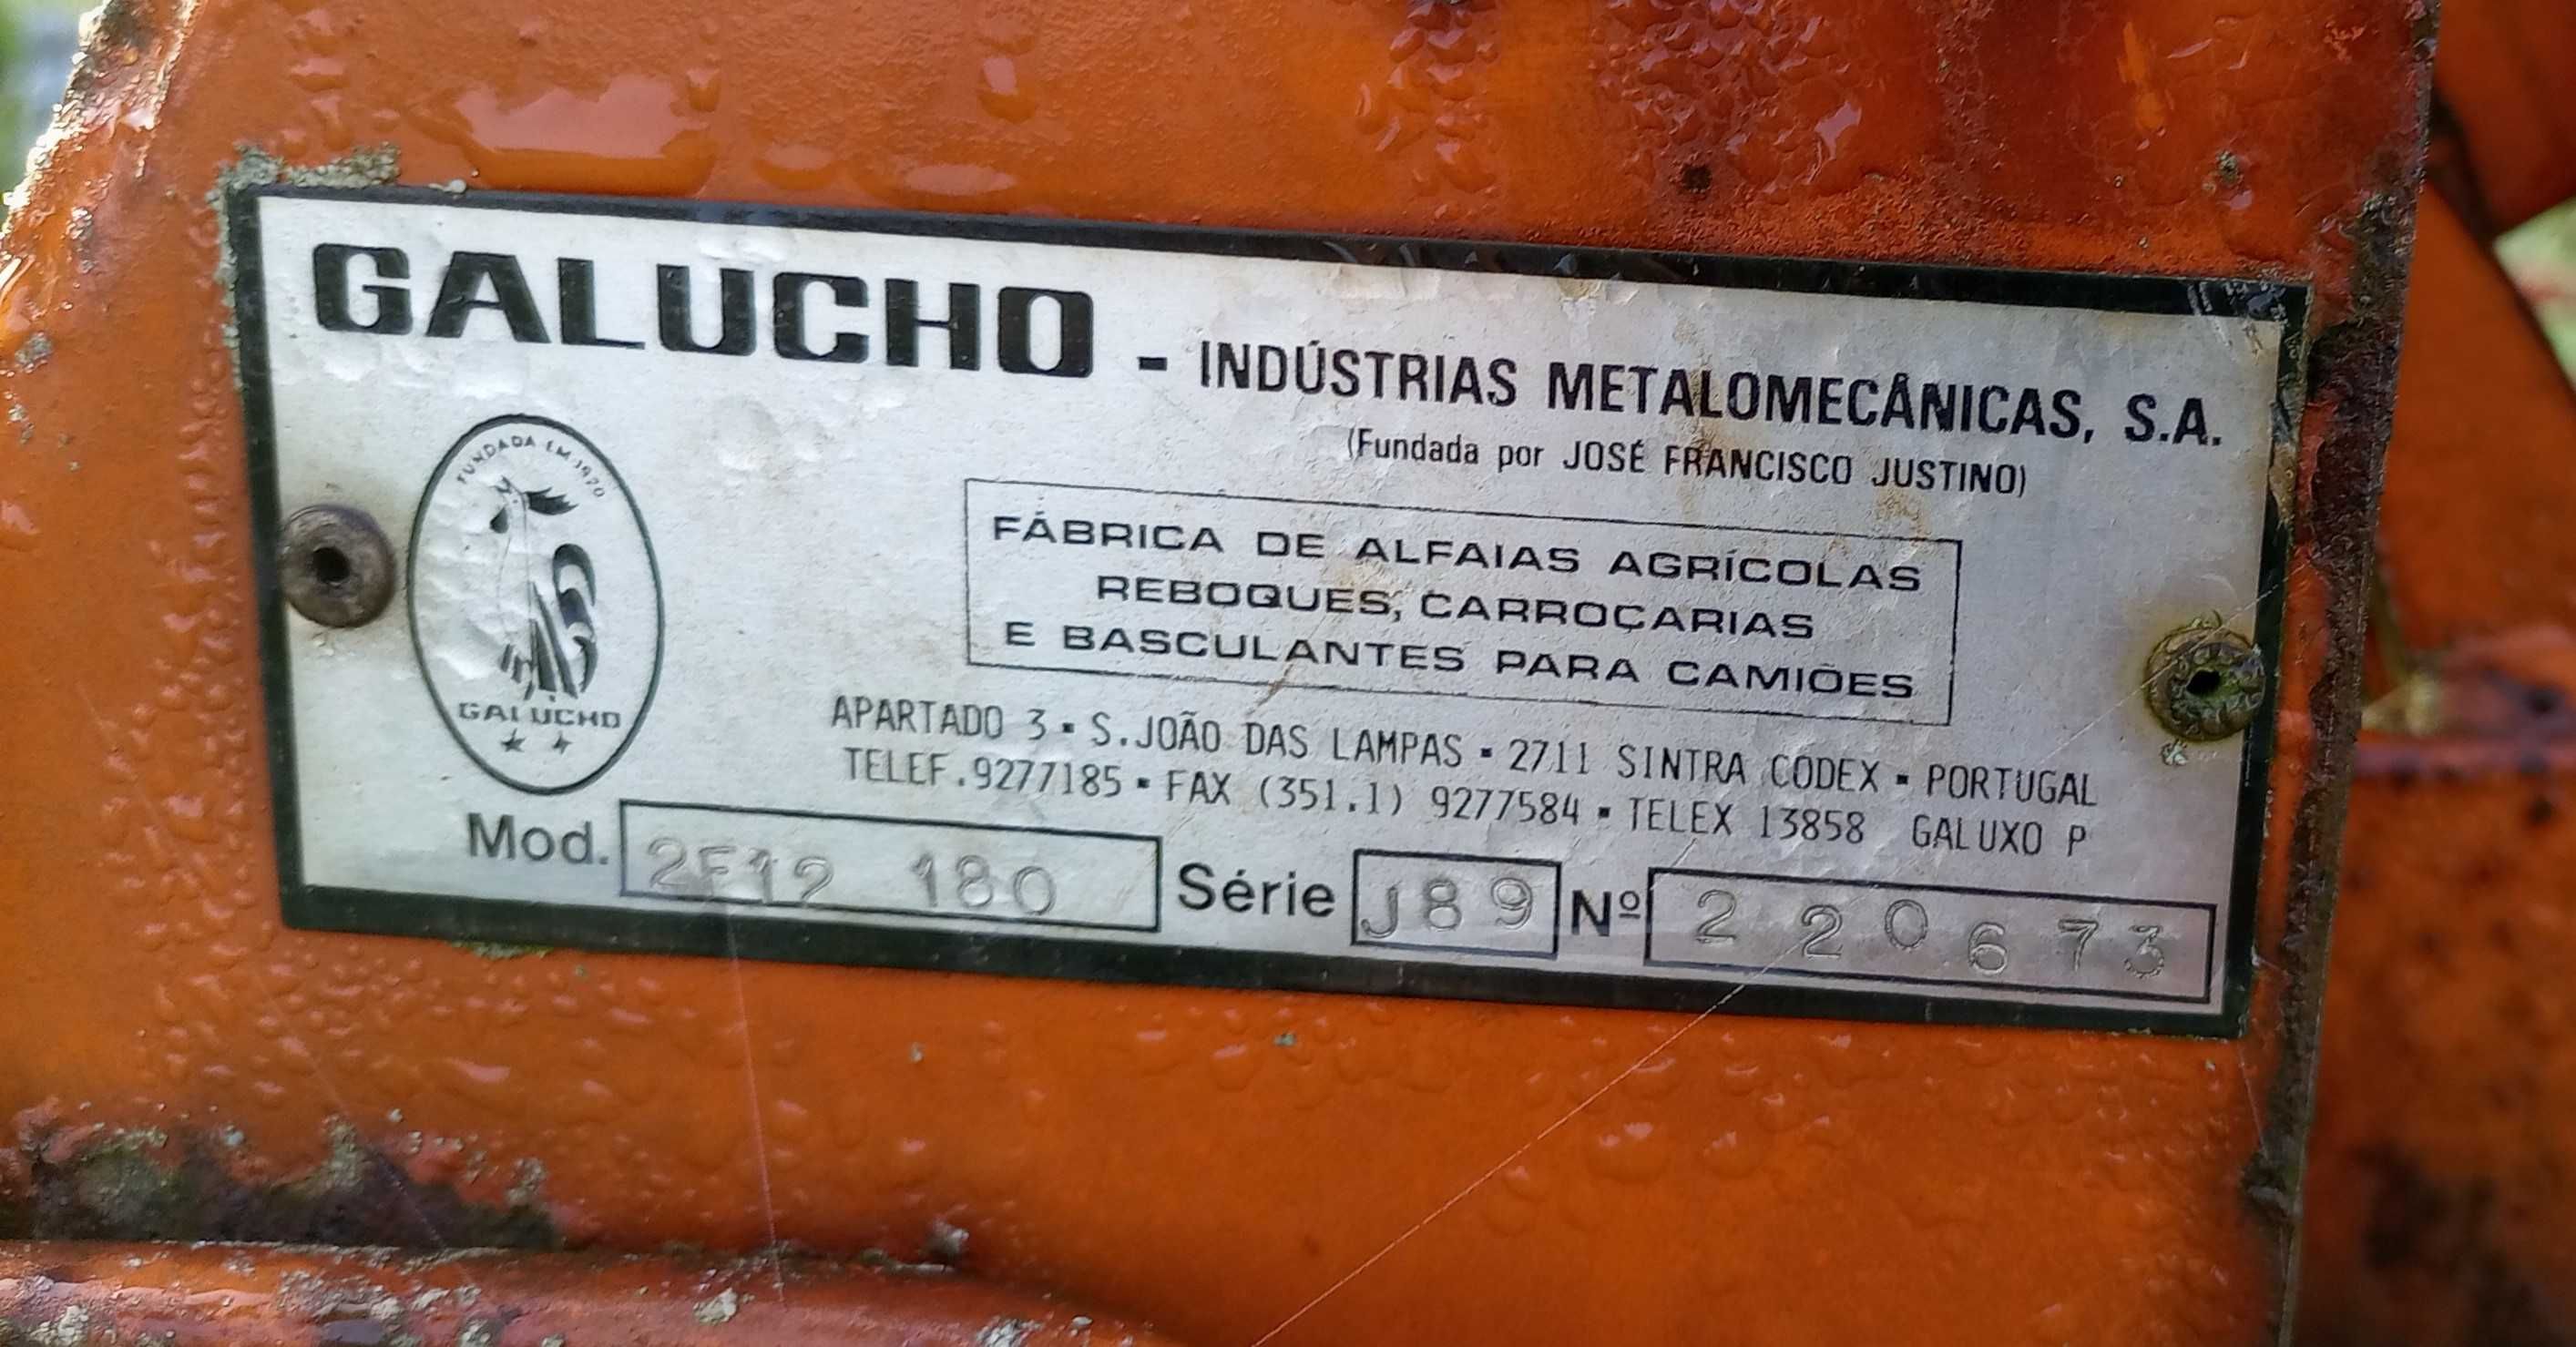 GALUCHO - INDÚSTRIAS METALOMECÂNICAS, S.A.
(Fundada por JOSÉ FRANCISCO JUSTINO)
FUNDADA EM 1920
GALUCHO
FÁBRICA DE ALFAIAS AGRÍCOLAS
REBOQUES, CARROÇARIAS
E BASCULANTES PARA CAMIÕES
APARTADO 3 ▪ S.JOÃO DAS LAMPAS ▪ 2711 SINTRA CODEX ▪ PORTUGAL
TELEF.9277185 ▪ FAX (351.1) 9277584 ▪ TELEX 13858 GALUXO P
Mod. 2F12 180 Série J89 Nº 220673